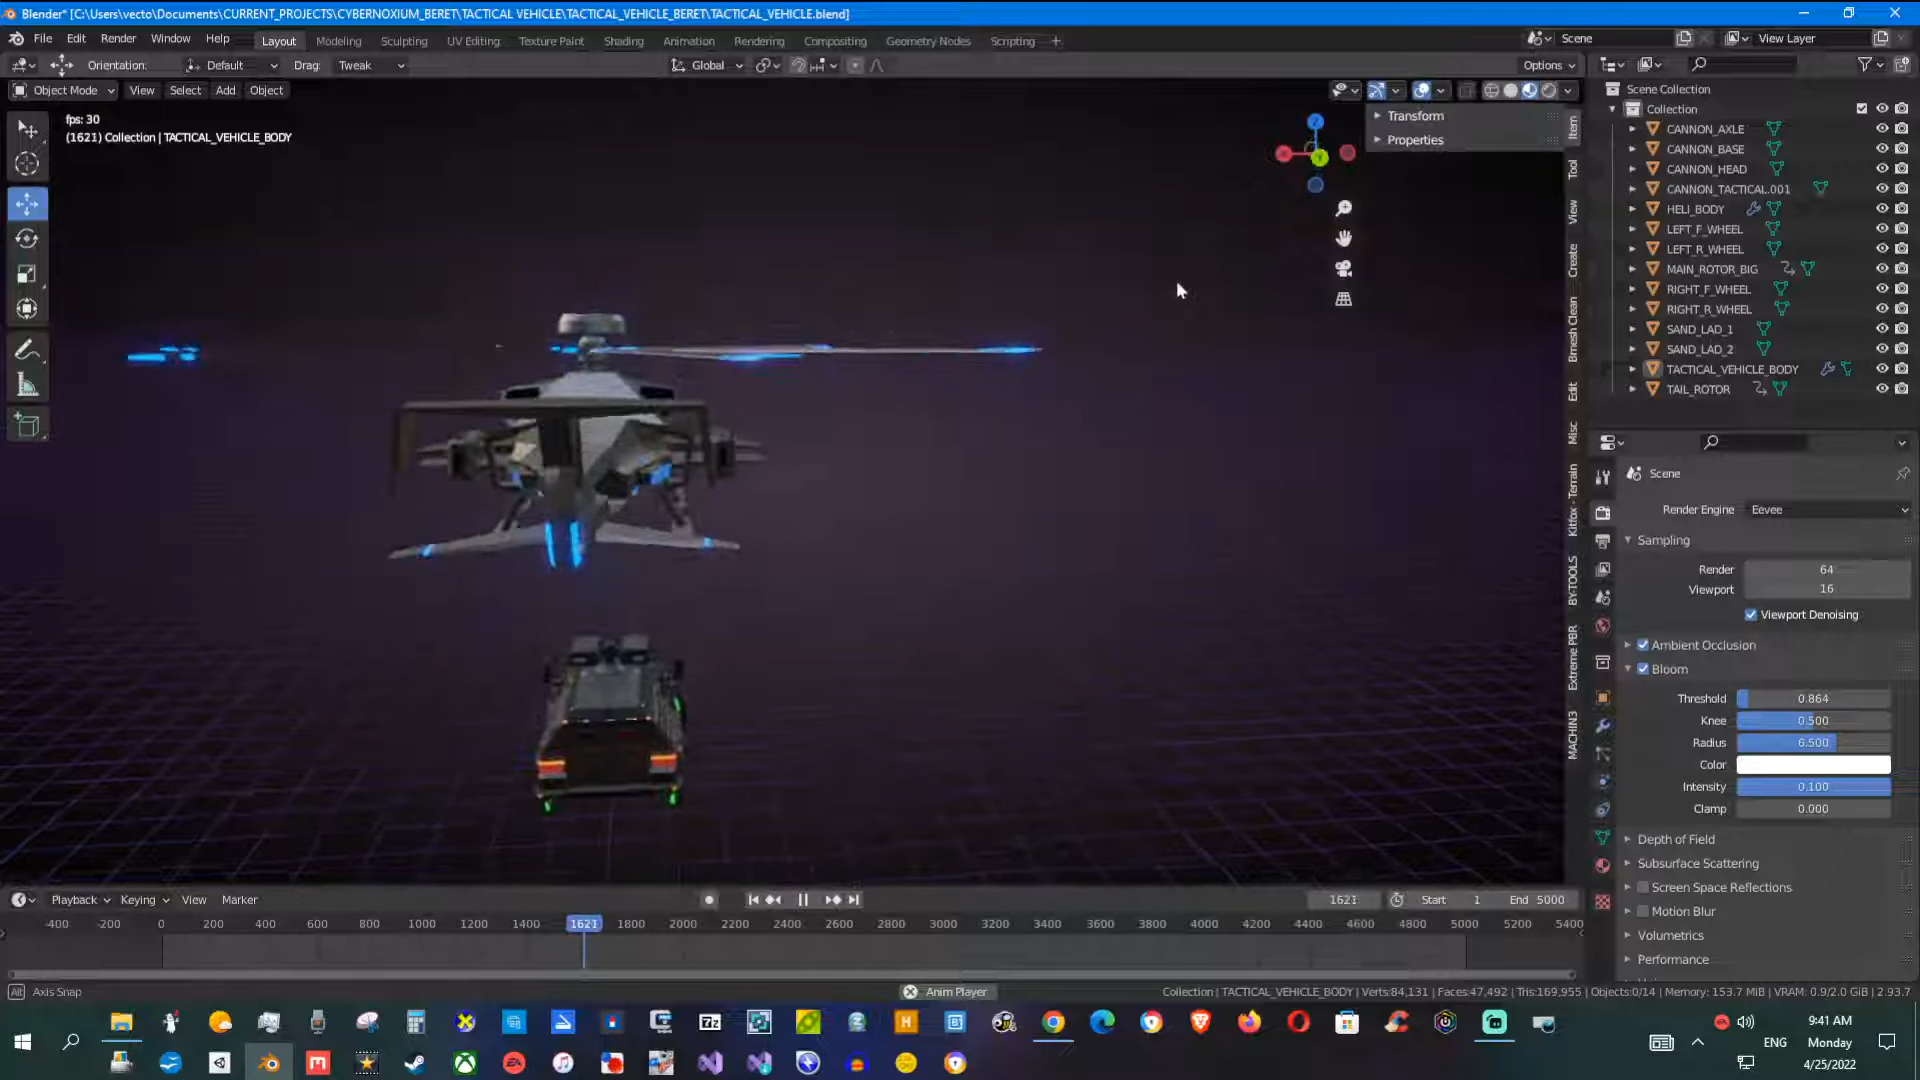 Blender* [C:\Users\vecto\Documents\CURRENT_PROJECTS\CYBERNOXIUM_BERET\TACTICAL VEHICLE\TACTICAL_VEHICLE_BERET\TACTICAL_VEHICLE.blend]
File Edit Render Window Help Layout Modeling Sculpting UV Editing Texture Paint Shading Animation Rendering Compositing Geometry Nodes Scripting + Scene View Layer
Orientation: Default Drag: Tweak Global Options
Object Mode View Select Add Object
fps: 30
(1621) Collection | TACTICAL_VEHICLE_BODY
Transform
Properties
Item
Tool
View
Create
Bmesh Clean
Edit
Misc
Kitfox - Terrain
BY-TOOLS
Extreme PBR
MACHIN3
Scene Collection
Collection
CANNON_AXLE
CANNON_BASE
CANNON_HEAD
CANNON_TACTICAL.001
HELI_BODY
LEFT_F_WHEEL
LEFT_R_WHEEL
MAIN_ROTOR_BIG
RIGHT_F_WHEEL
RIGHT_R_WHEEL
SAND_LAD_1
SAND_LAD_2
TACTICAL_VEHICLE_BODY
TAIL_ROTOR
Scene
Render Engine Eevee
Sampling
Render 64
Viewport 16
Viewport Denoising
Ambient Occlusion
Bloom
Threshold 0.864
Knee 0.500
Radius 6.500
Color
Intensity 0.100
Clamp 0.000
Depth of Field
Subsurface Scattering
Screen Space Reflections
Motion Blur
Volumetrics
Performance
Playback Keying View Marker 1621 Start 1 End 5000
-400 -200 0 200 400 600 800 1000 1200 1400 1621 1800 2000 2200 2400 2600 2800 3000 3200 3400 3600 3800 4000 4200 4400 4600 4800 5000 5200 5400
Alt Axis Snap Anim Player Collection | TACTICAL_VEHICLE_BODY | Verts:84,131 | Faces:47,492 | Tris:169,955 | Objects:0/14 | Memory: 153.7 MiB | VRAM: 0.9/2.0 GiB | 2.93.7
9:41 AM
ENG Monday
4/25/2022